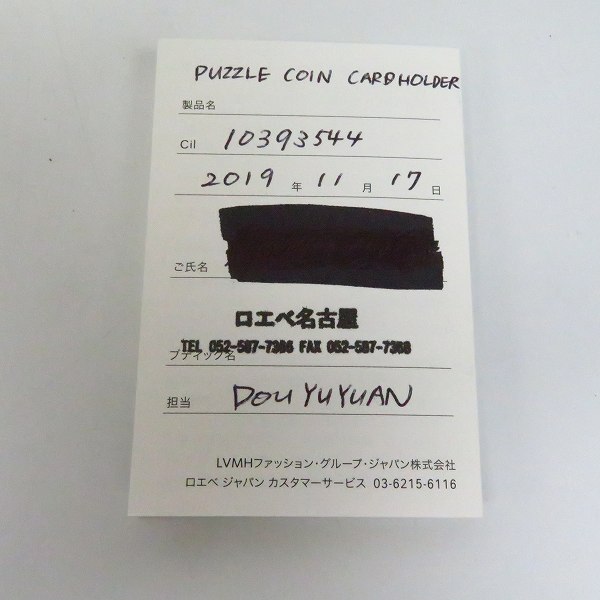 PUZZLE COIN CARDHOLDER
製品名
Cil 10393544
2019 年 11 月 17 日
ご氏名
ロエベ名古屋
TEL 052-587-7366 FAX 052-587-7368
ブティック名
担当 DOU YUYUAN
LVMHファッション・グループ・ジャパン株式会社
ロエベ ジャパン カスタマーサービス 03-6215-6116